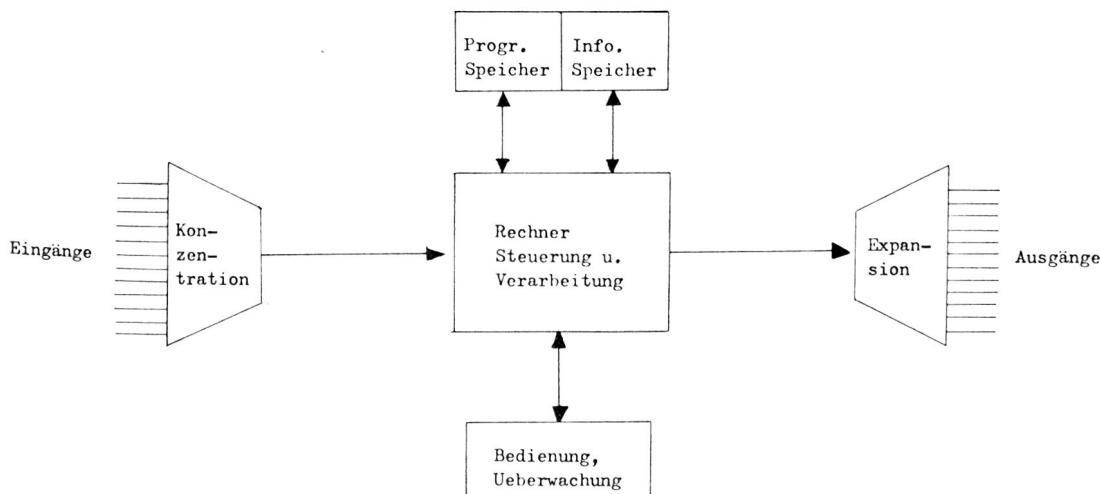 Progr.
Speicher
Info.
Speicher
Eingänge
Kon-
zen-
tration
Rechner
Steuerung u.
Verarbeitung
Expan-
sion
Ausgänge
Bedienung,
Ueberwachung